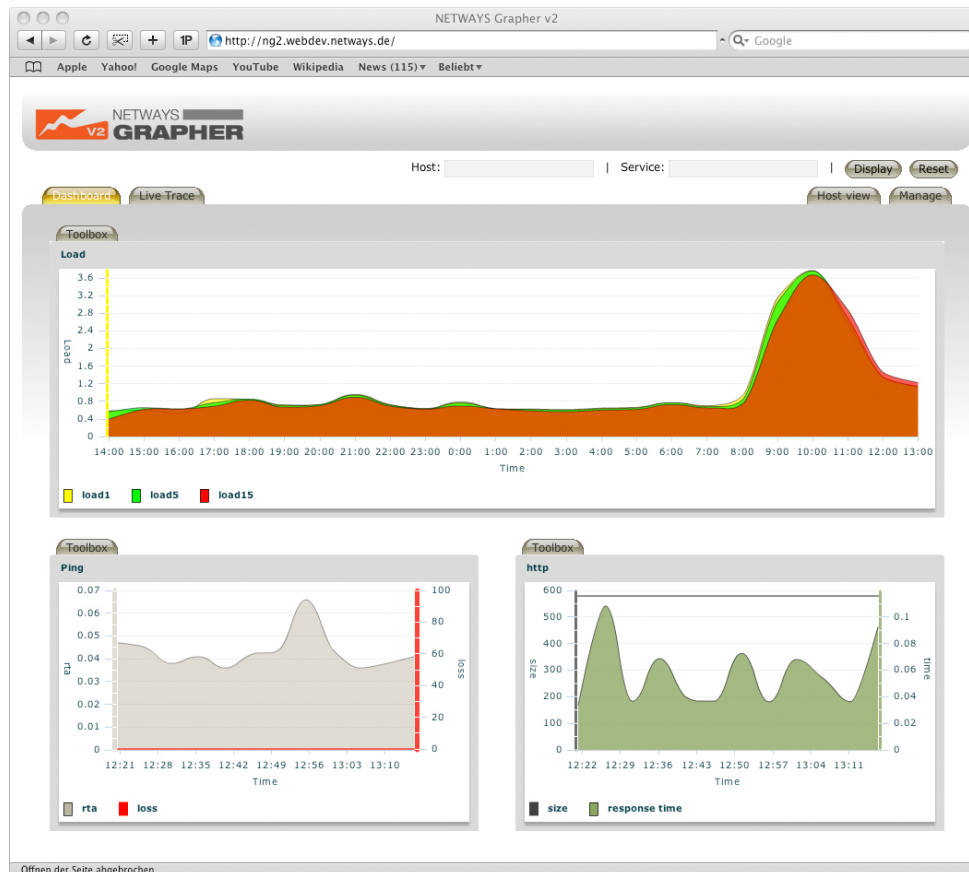 NETWAYS Grapher v2
1P http://ng2.webdev.netways.de/ Google
Apple Yahoo! Google Maps YouTube Wikipedia News (115) Beliebt
NETWAYS
V2 GRAPHER
Host: | Service: | Display Reset
Dashboard Live Trace Host view Manage
Toolbox
Load
3.6
3.2
2.8
2.4
2
1.6
1.2
0.8
0.4
0
Load
14:00 15:00 16:00 17:00 18:00 19:00 20:00 21:00 22:00 23:00 0:00 1:00 2:00 3:00 4:00 5:00 6:00 7:00 8:00 9:00 10:00 11:00 12:00 13:00
Time
load1 load5 load15
Toolbox
Ping
0.07
0.06
0.05
0.04
0.03
0.02
0.01
0
rta
100
80
60
40
20
0
loss
12:21 12:28 12:35 12:42 12:49 12:56 13:03 13:10
Time
rta loss
Toolbox
http
600
500
400
300
200
100
0
size
0.1
0.08
0.06
0.04
0.02
0
time
12:22 12:29 12:36 12:43 12:50 12:57 13:04 13:11
Time
size response time
Öffnen der Seite abgebrochen